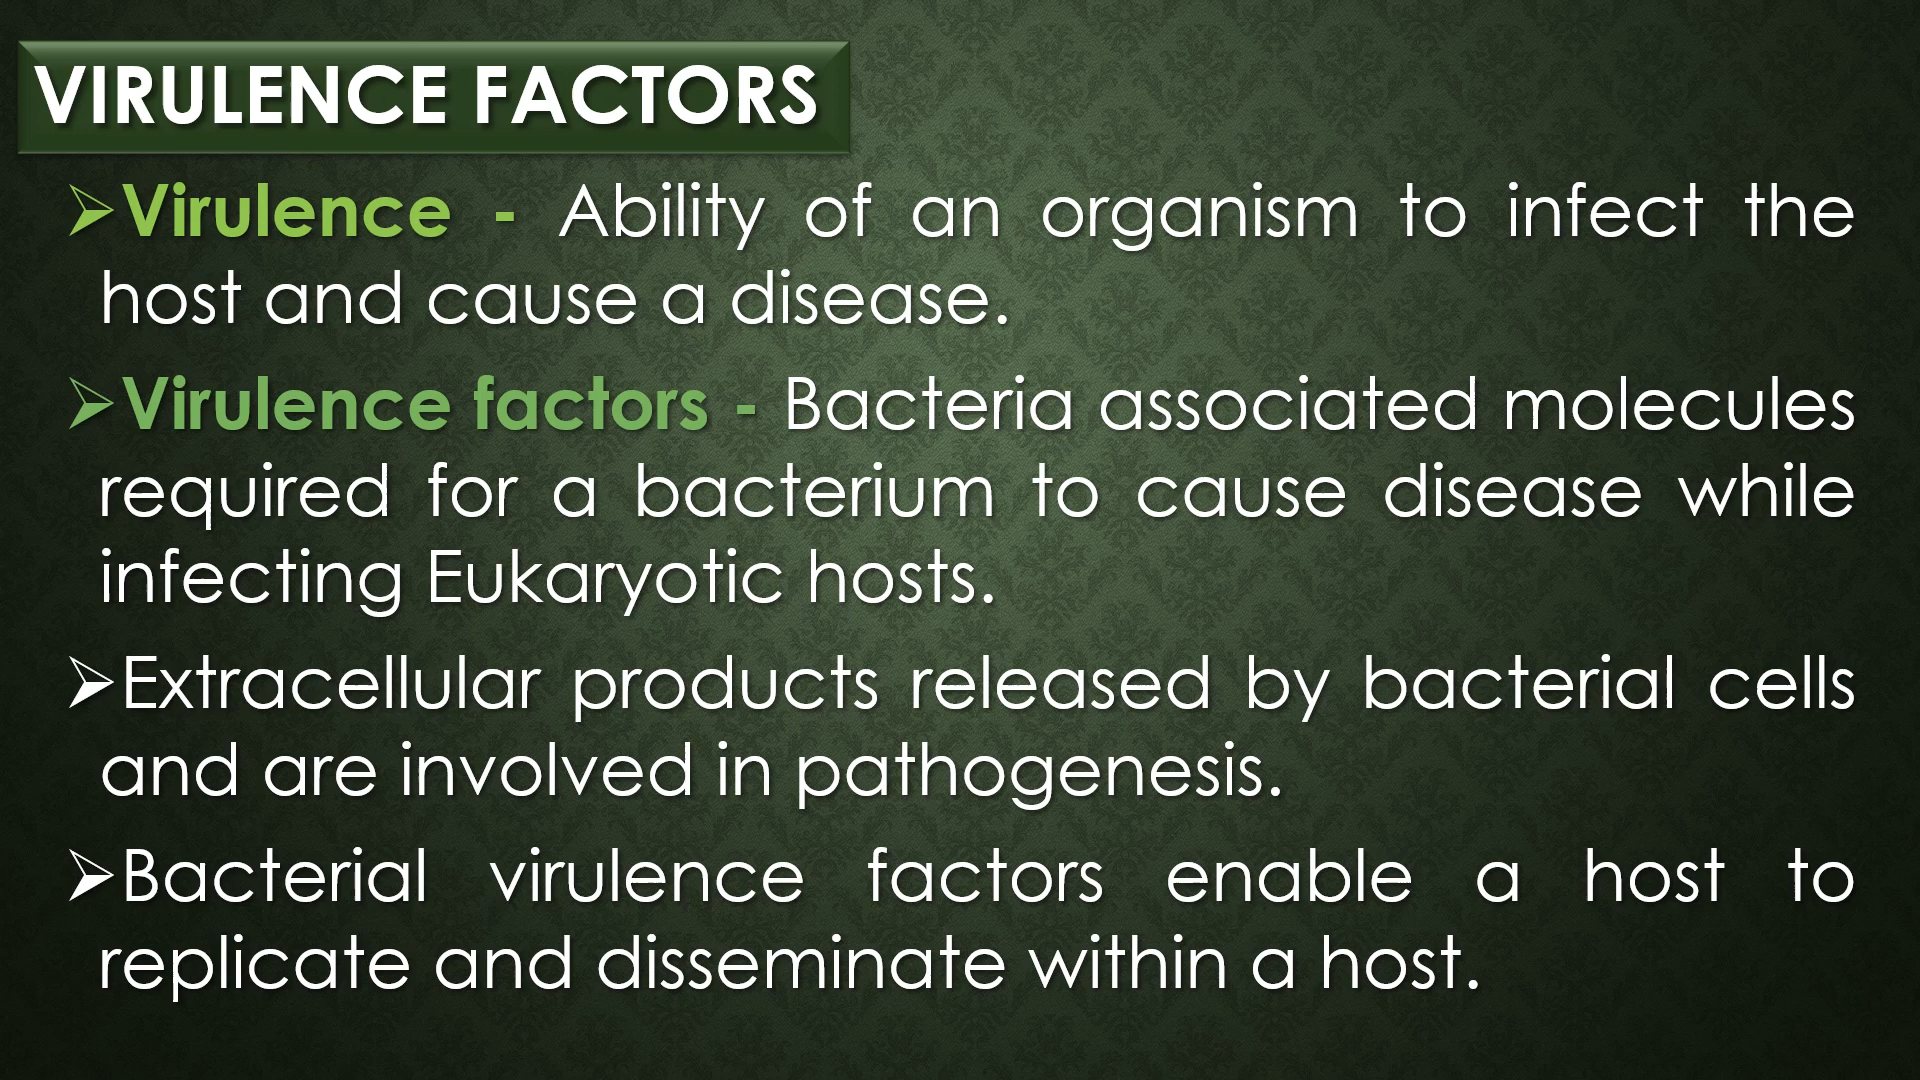 VIRULENCE FACTORS
➢Virulence - Ability of an organism to infect the
host and cause a disease.
➢Virulence factors - Bacteria associated molecules
required for a bacterium to cause disease while
infecting Eukaryotic hosts.
➢Extracellular products released by bacterial cells
and are involved in pathogenesis.
➢Bacterial virulence factors enable a host to
replicate and disseminate within a host.